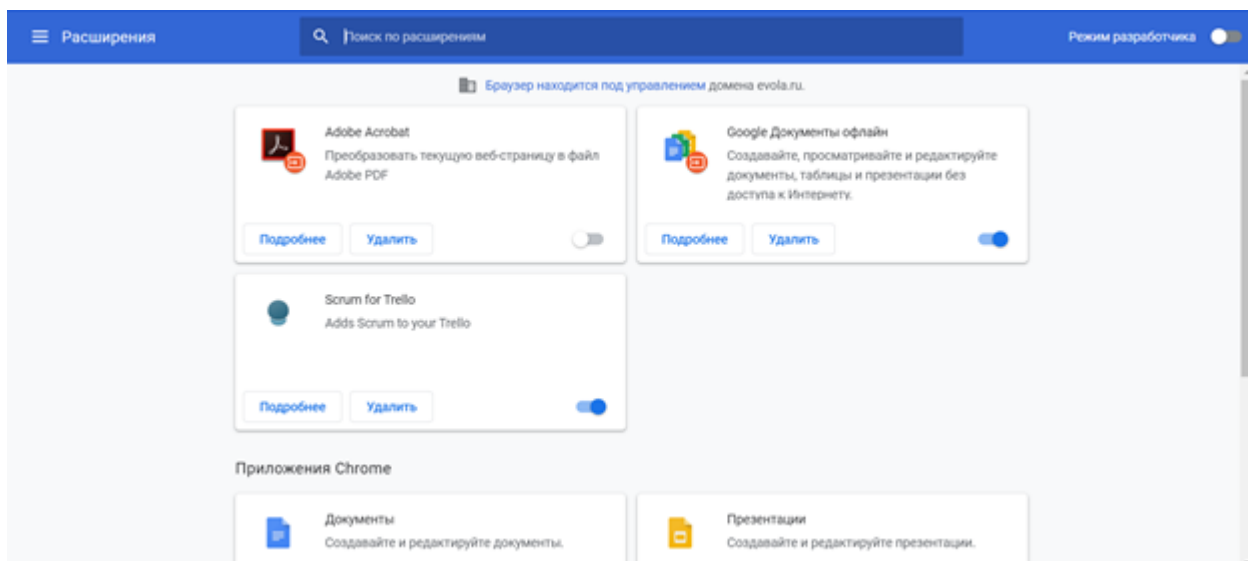 Расширения
Поиск по расширениям
Режим разработчика
Браузер находится под управлением домена evola.ru.
Adobe Acrobat
Преобразовать текущую веб-страницу в файл
Adobe PDF
Подробнее Удалить
Google Документы офлайн
Создавайте, просматривайте и редактируйте
документы, таблицы и презентации без
доступа к Интернету.
Подробнее Удалить
Scrum for Trello
Adds Scrum to your Trello
Подробнее Удалить
Приложения Chrome
Документы
Создавайте и редактируйте документы.
Презентации
Создавайте и редактируйте презентации.